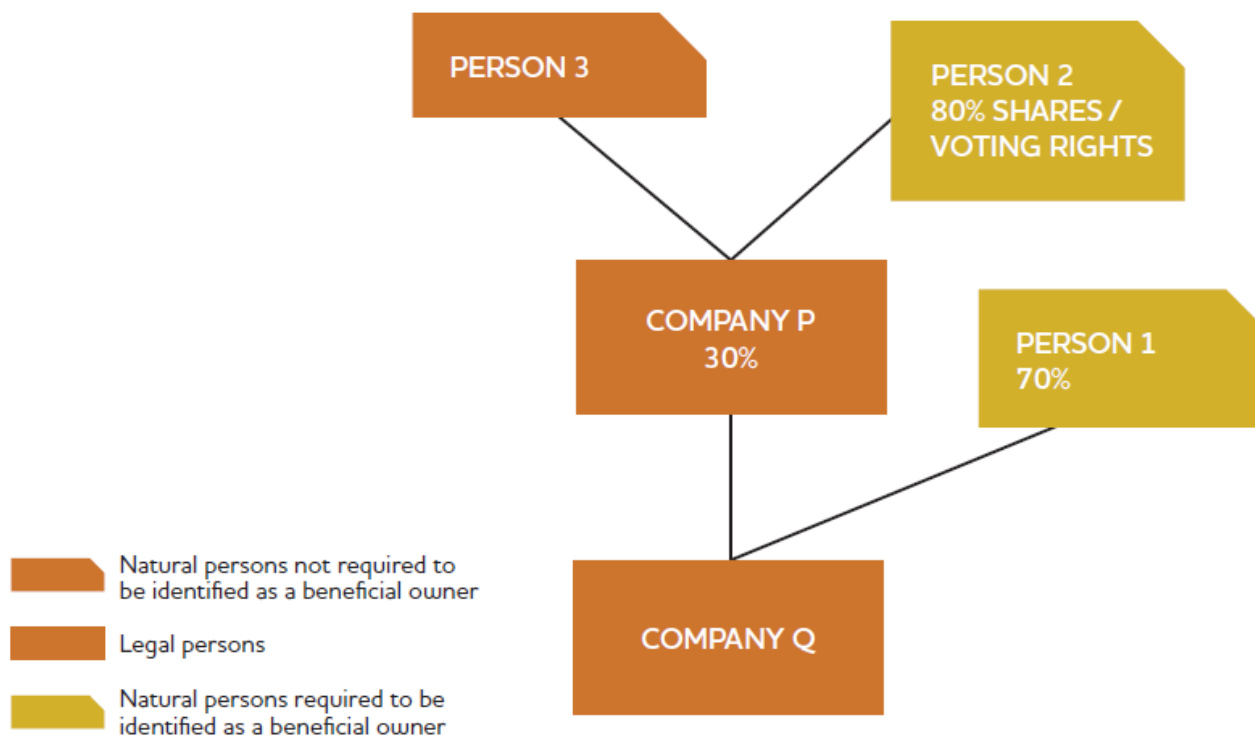 PERSON 3
PERSON 2
80% SHARES /
VOTING RIGHTS
COMPANY P
30%
PERSON 1
70%
Natural persons not required to
be identified as a beneficial owner
Legal persons
COMPANY Q
Natural persons required to be
identified as a beneficial owner